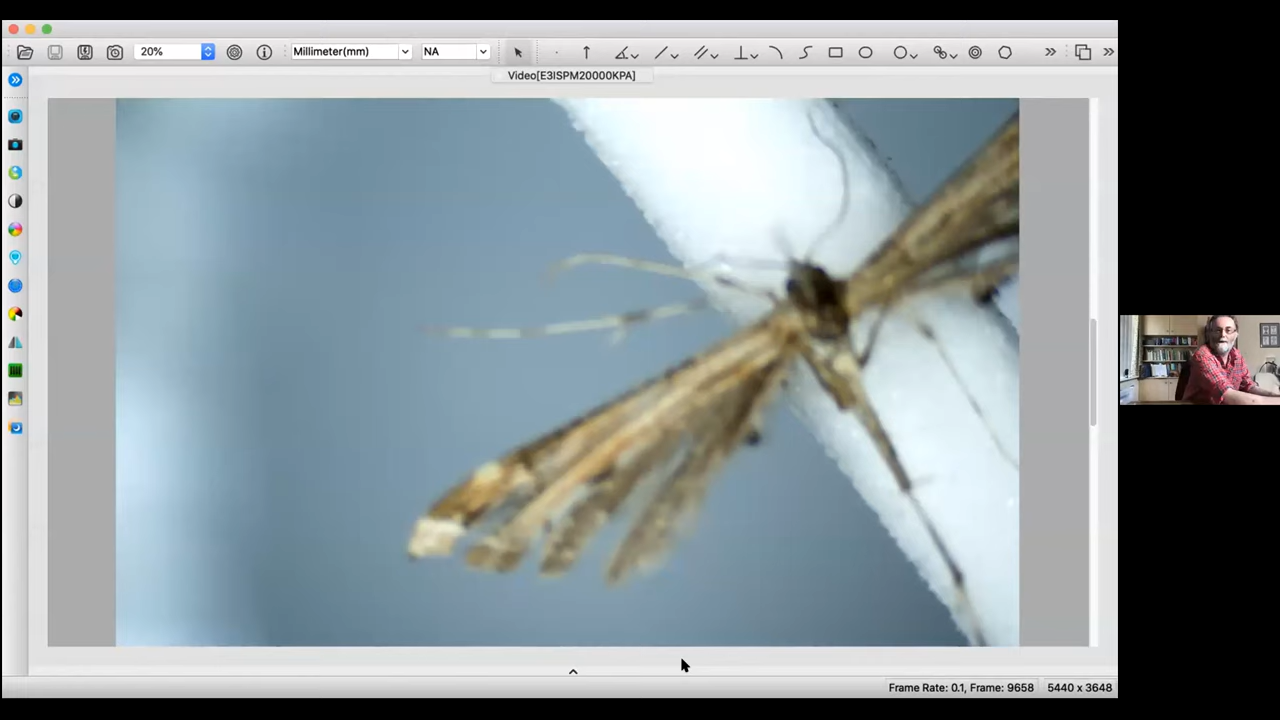 20%
Millimeter(mm)
NA
Video[E3ISPM20000KPA]
Frame Rate: 0.1, Frame: 9658
5440 x 3648